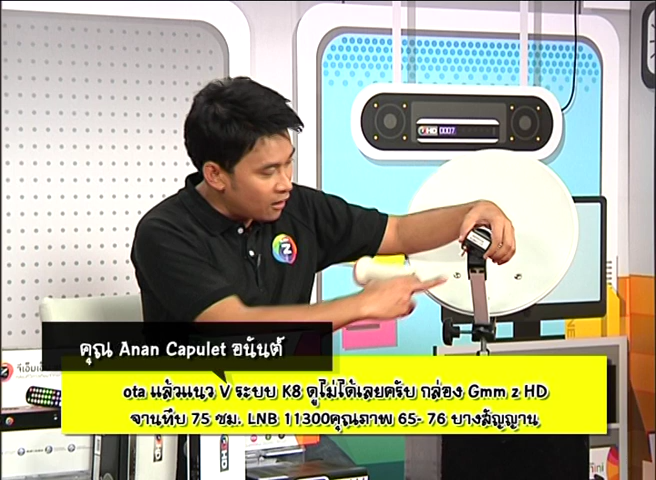 HD 0007
Z
คุณ Anan Capulet อนันต์
ota แล้วแนว V ระบบ K8 ดูไม่ได้เลยครับ กล่อง Gmm z HD
จานทึบ 75 ซม. LNB 11300คุณภาพ 65- 76 บางสัญญาน